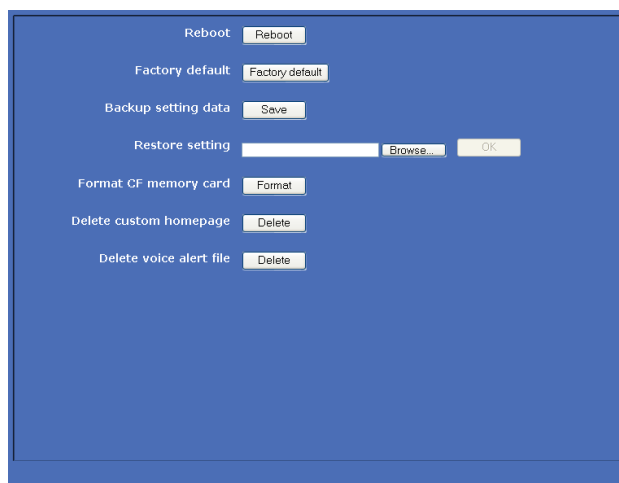 Reboot Reboot
Factory default Factory default
Backup setting data Save
Restore setting Browse... OK
Format CF memory card Format
Delete custom homepage Delete
Delete voice alert file Delete